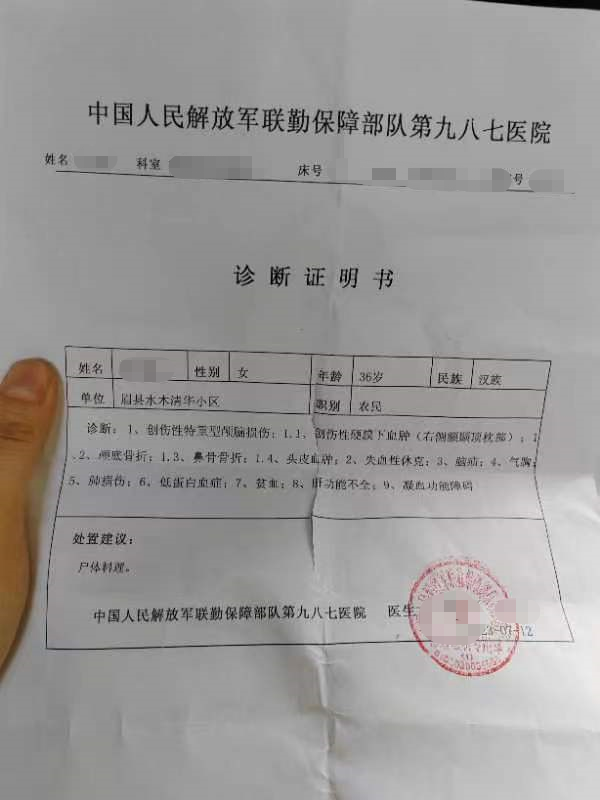 中国人民解放军联勤保障部队第九八七医院
姓名 科室 床号 号
诊断证明书
姓名 性别 女 年龄 36岁 民族 汉族
单位 眉县水木清华小区 职别 农民
诊断：1、创伤性特重型颅脑损伤：1.1、创伤性硬膜下血肿（右侧额颞顶枕部）；1
.2、颅底骨折；1.3、鼻骨骨折；1.4、头皮血肿；2、失血性休克；3、脑疝；4、气胸；
5、肺损伤；6、低蛋白血症；7、贫血；8、肝功能不全；9、凝血功能障碍
处置建议：
尸体料理。
中国人民解放军联勤保障部队第九八七医院 医生
-07-12